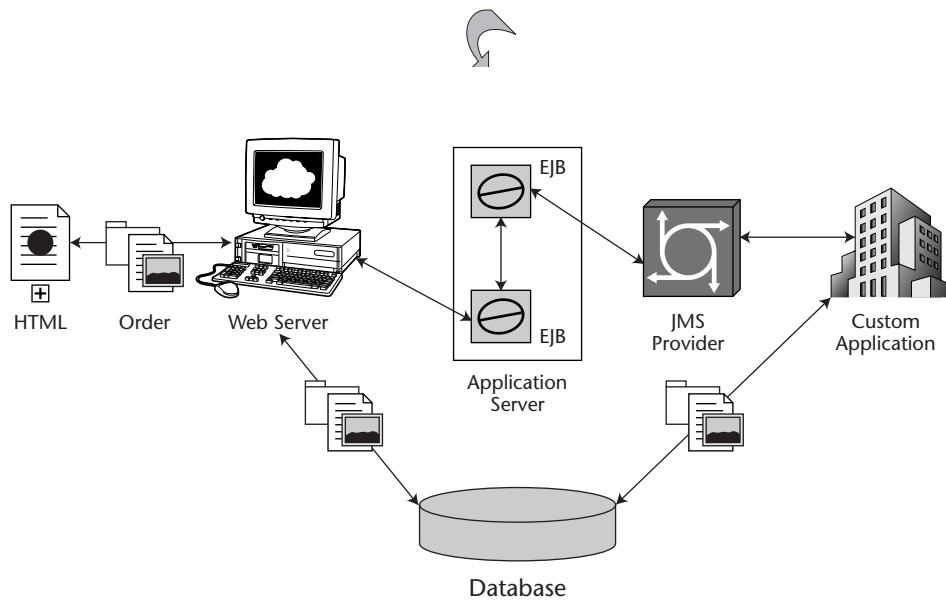 EJB
EJB
HTML
Order
Web Server
Application
Server
JMS
Provider
Custom
Application
Database